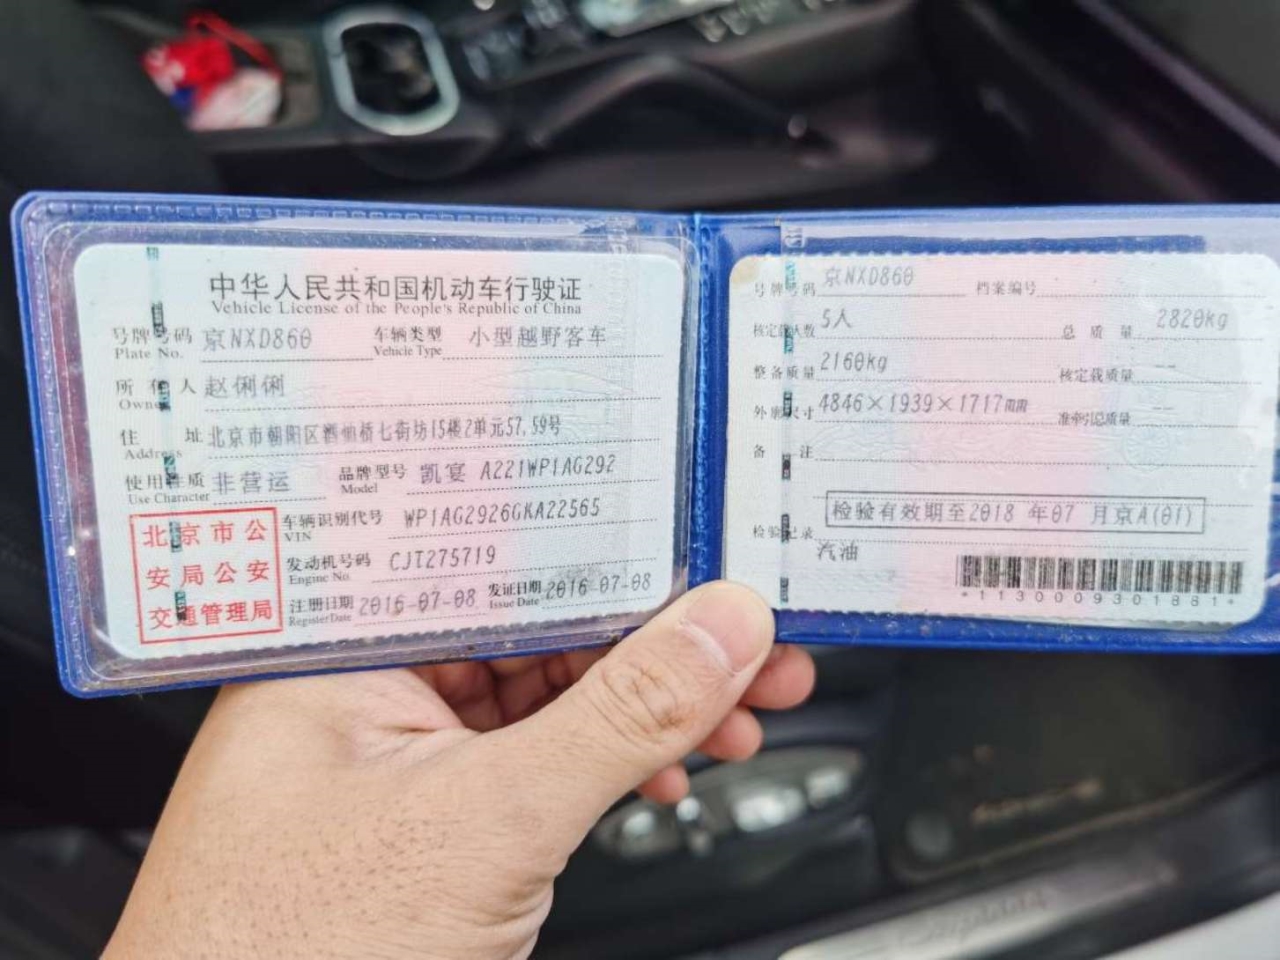 中华人民共和国机动车行驶证
Vehicle License of the People's Republic of China
号牌号码 京NXD860 车辆类型 小型越野客车
Plate No. Vehicle Type
所有人 赵俐俐
Owner
住址 北京市朝阳区酒仙桥七街坊15楼2单元57,59号
Address
使用性质 非营运 品牌型号 凯宴 A221WP1AG292
Use Character Model
北京市公安局公安交通管理局
车辆识别代号 WP1AG2926GKA22565
VIN
发动机号码 CJT275719
Engine No.
注册日期 2016-07-08 发证日期 2016-07-08
Register Date Issue Date
号牌号码 京NXD860 档案编号
核定载人数 5人 总质量 2820kg
整备质量 2160kg 核定载质量 --
外廓尺寸 4846×1939×1717mm 准牵引总质量 --
备注
检验有效期至2018 年07 月京A(01)
检验记录
汽油
*1130009301881*